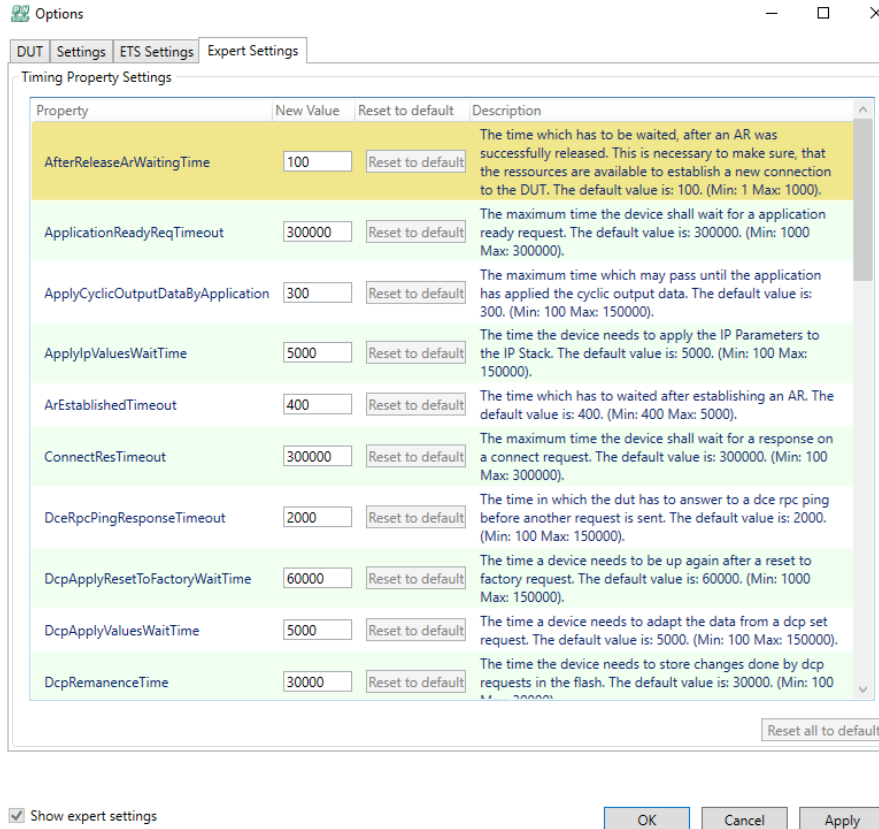 Options
DUT Settings ETS Settings Expert Settings
Timing Property Settings
Property New Value Reset to default Description
AfterReleaseArWaitingTime 100 Reset to default The time which has to be waited, after an AR was
successfully released. This is necessary to make sure, that
the ressources are available to establish a new connection
to the DUT. The default value is: 100. (Min: 1 Max: 1000).
ApplicationReadyReqTimeout 300000 Reset to default The maximum time the device shall wait for a application
ready request. The default value is: 300000. (Min: 1000
Max: 300000).
ApplyCyclicOutputDataByApplication 300 Reset to default The maximum time which may pass until the application
has applied the cyclic output data. The default value is:
300. (Min: 100 Max: 150000).
ApplyIpValuesWaitTime 5000 Reset to default The time the device needs to apply the IP Parameters to
the IP Stack. The default value is: 5000. (Min: 100 Max:
150000).
ArEstablishedTimeout 400 Reset to default The time which has to waited after establishing an AR. The
default value is: 400. (Min: 400 Max: 5000).
ConnectResTimeout 300000 Reset to default The maximum time the device shall wait for a response on
a connect request. The default value is: 300000. (Min: 100
Max: 300000).
DceRpcPingResponseTimeout 2000 Reset to default The time in which the dut has to answer to a dce rpc ping
before another request is sent. The default value is: 2000.
(Min: 100 Max: 150000).
DcpApplyResetToFactoryWaitTime 60000 Reset to default The time a device needs to be up again after a reset to
factory request. The default value is: 60000. (Min: 1000
Max: 150000).
DcpApplyValuesWaitTime 5000 Reset to default The time a device needs to adapt the data from a dcp set
request. The default value is: 5000. (Min: 100 Max: 150000).
DcpRemanenceTime 30000 Reset to default The time the device needs to store changes done by dcp
requests in the flash. The default value is: 30000. (Min: 100
Reset all to default
Show expert settings
OK Cancel Apply